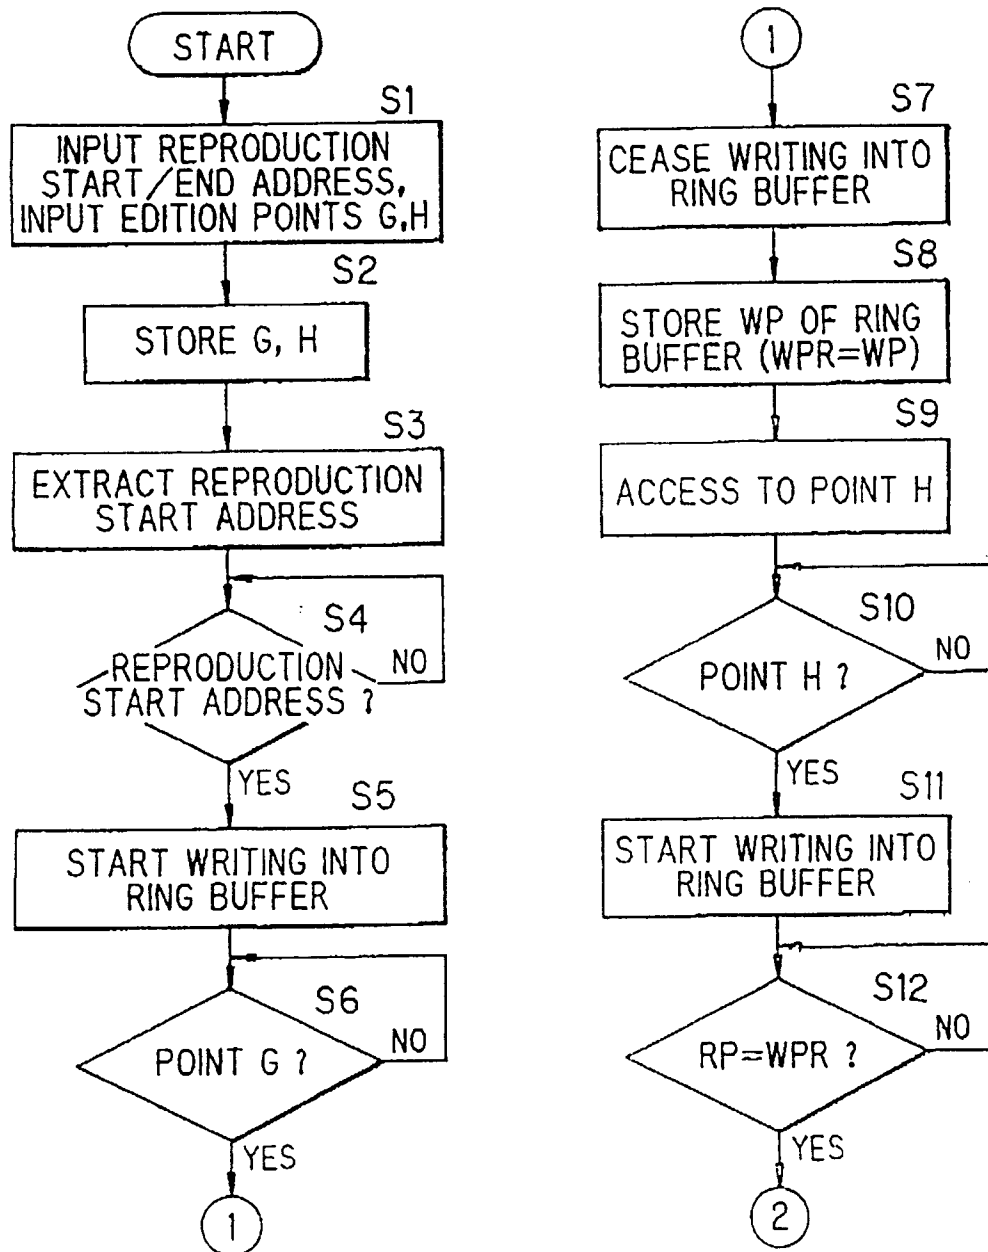 START
S1
INPUT REPRODUCTION
START/END ADDRESS,
INPUT EDITION POINTS G,H
S2
STORE G, H
S3
EXTRACT REPRODUCTION
START ADDRESS
S4
REPRODUCTION
START ADDRESS ?
NO
YES
S5
START WRITING INTO
RING BUFFER
S6
POINT G ?
NO
YES
1
1
S7
CEASE WRITING INTO
RING BUFFER
S8
STORE WP OF RING
BUFFER (WPR=WP)
S9
ACCESS TO POINT H
S10
POINT H ?
NO
YES
S11
START WRITING INTO
RING BUFFER
S12
RP=WPR ?
NO
YES
2